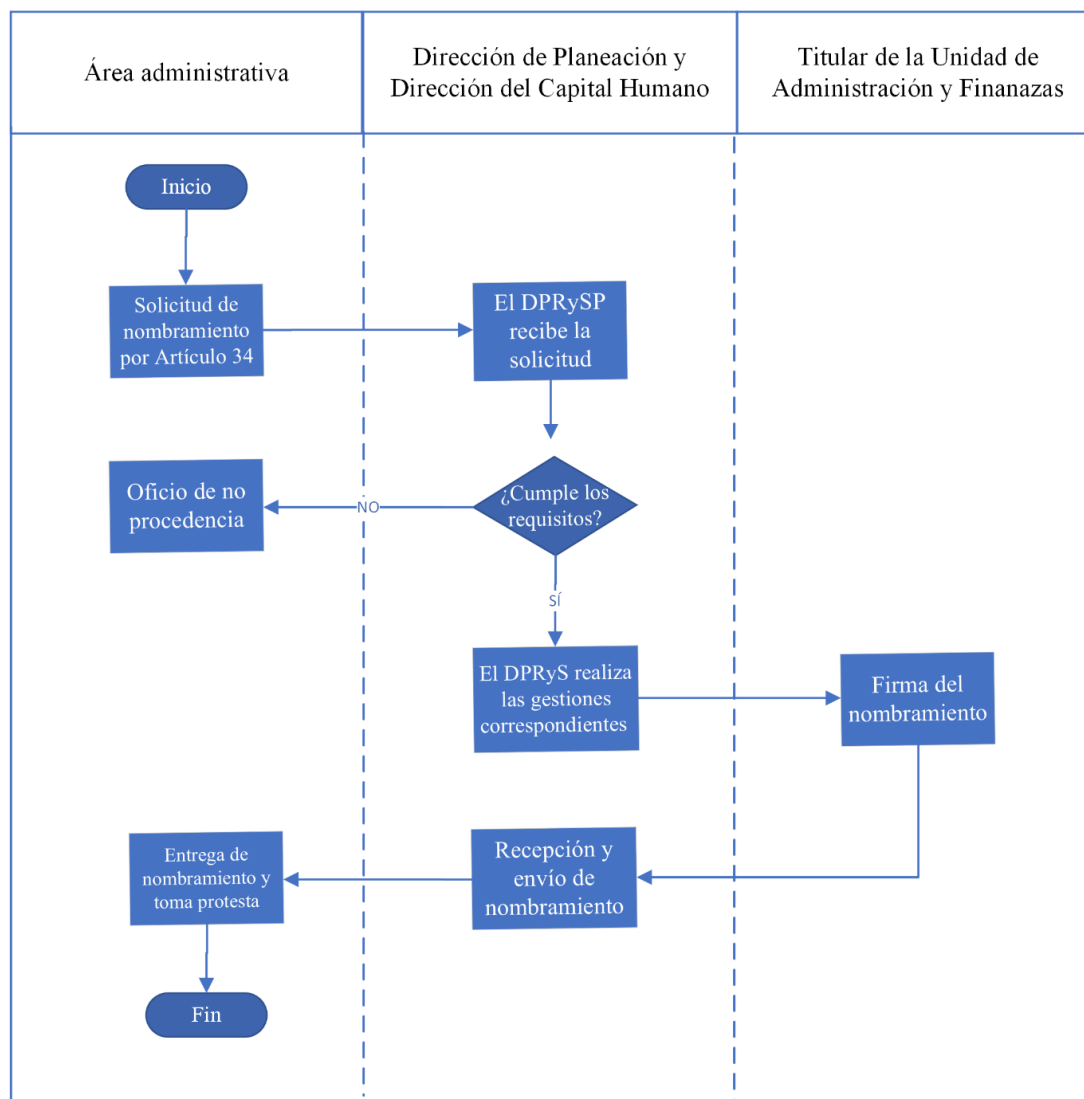 Área administrativa
Dirección de Planeación y
Dirección del Capital Humano
Titular de la Unidad de
Administración y Finanazas
Inicio
Solicitud de
nombramiento
por Artículo 34
El DPRySP
recibe la
solicitud
¿Cumple los
requisitos?
NO
Oficio de no
procedencia
SÍ
El DPRyS realiza
las gestiones
correspondientes
Firma del
nombramiento
Recepción y
envío de
nombramiento
Entrega de
nombramiento y
toma protesta
Fin